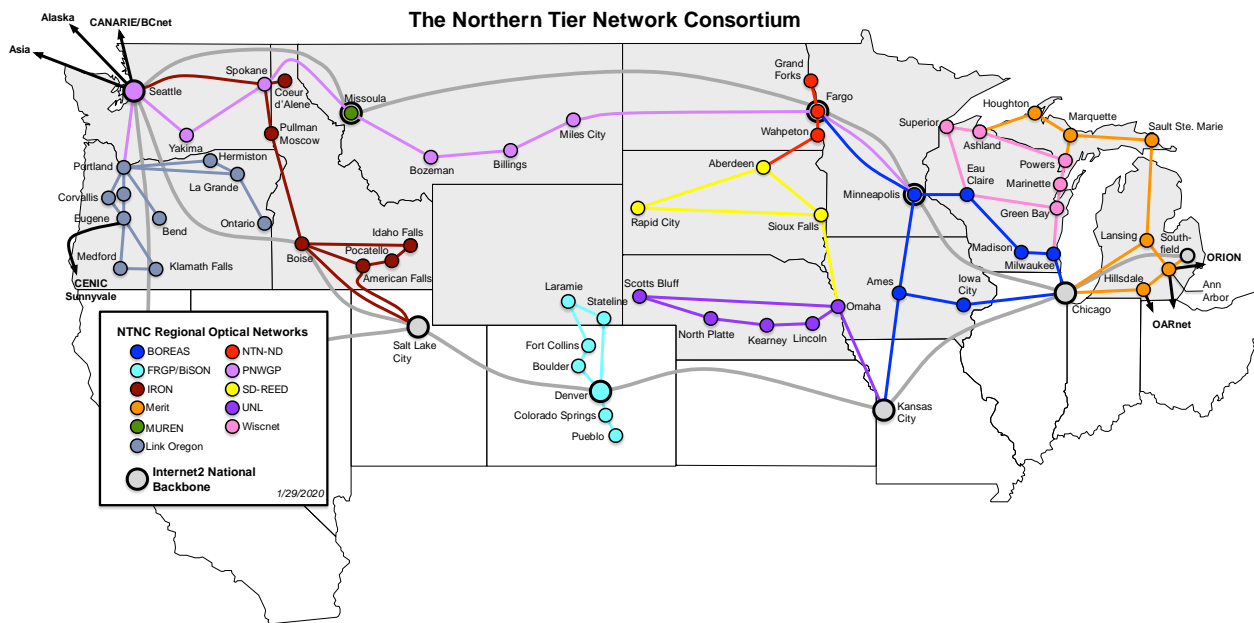 The Northern Tier Network Consortium
Alaska
CANARIE/BCnet
Asia
Seattle
Spokane
Coeur
d'Alene
Missoula
Pullman
Moscow
Yakima
Portland
Hermiston
La Grande
Corvallis
Eugene
Bend
Ontario
Medford
Klamath Falls
CENIC
Sunnyvale
Boise
Idaho Falls
Pocatello
American Falls
Salt Lake
City
Bozeman
Billings
Miles City
Grand
Forks
Fargo
Wahpeton
Aberdeen
Rapid City
Sioux Falls
Minneapolis
Superior
Ashland
Houghton
Marquette
Sault Ste. Marie
Powers
Marinette
Green Bay
Eau
Claire
Madison
Milwaukee
Lansing
South-
field
Hillsdale
ORION
Ann
Arbor
OARnet
Chicago
Ames
Iowa
City
Scotts Bluff
North Platte
Kearney
Lincoln
Omaha
Kansas
City
Laramie
Stateline
Fort Collins
Boulder
Denver
Colorado Springs
Pueblo
NTNC Regional Optical Networks
BOREAS
NTN-ND
FRGP/BiSON
PNWGP
IRON
SD-REED
Merit
UNL
MUREN
Wiscnet
Link Oregon
Internet2 National
Backbone
1/29/2020